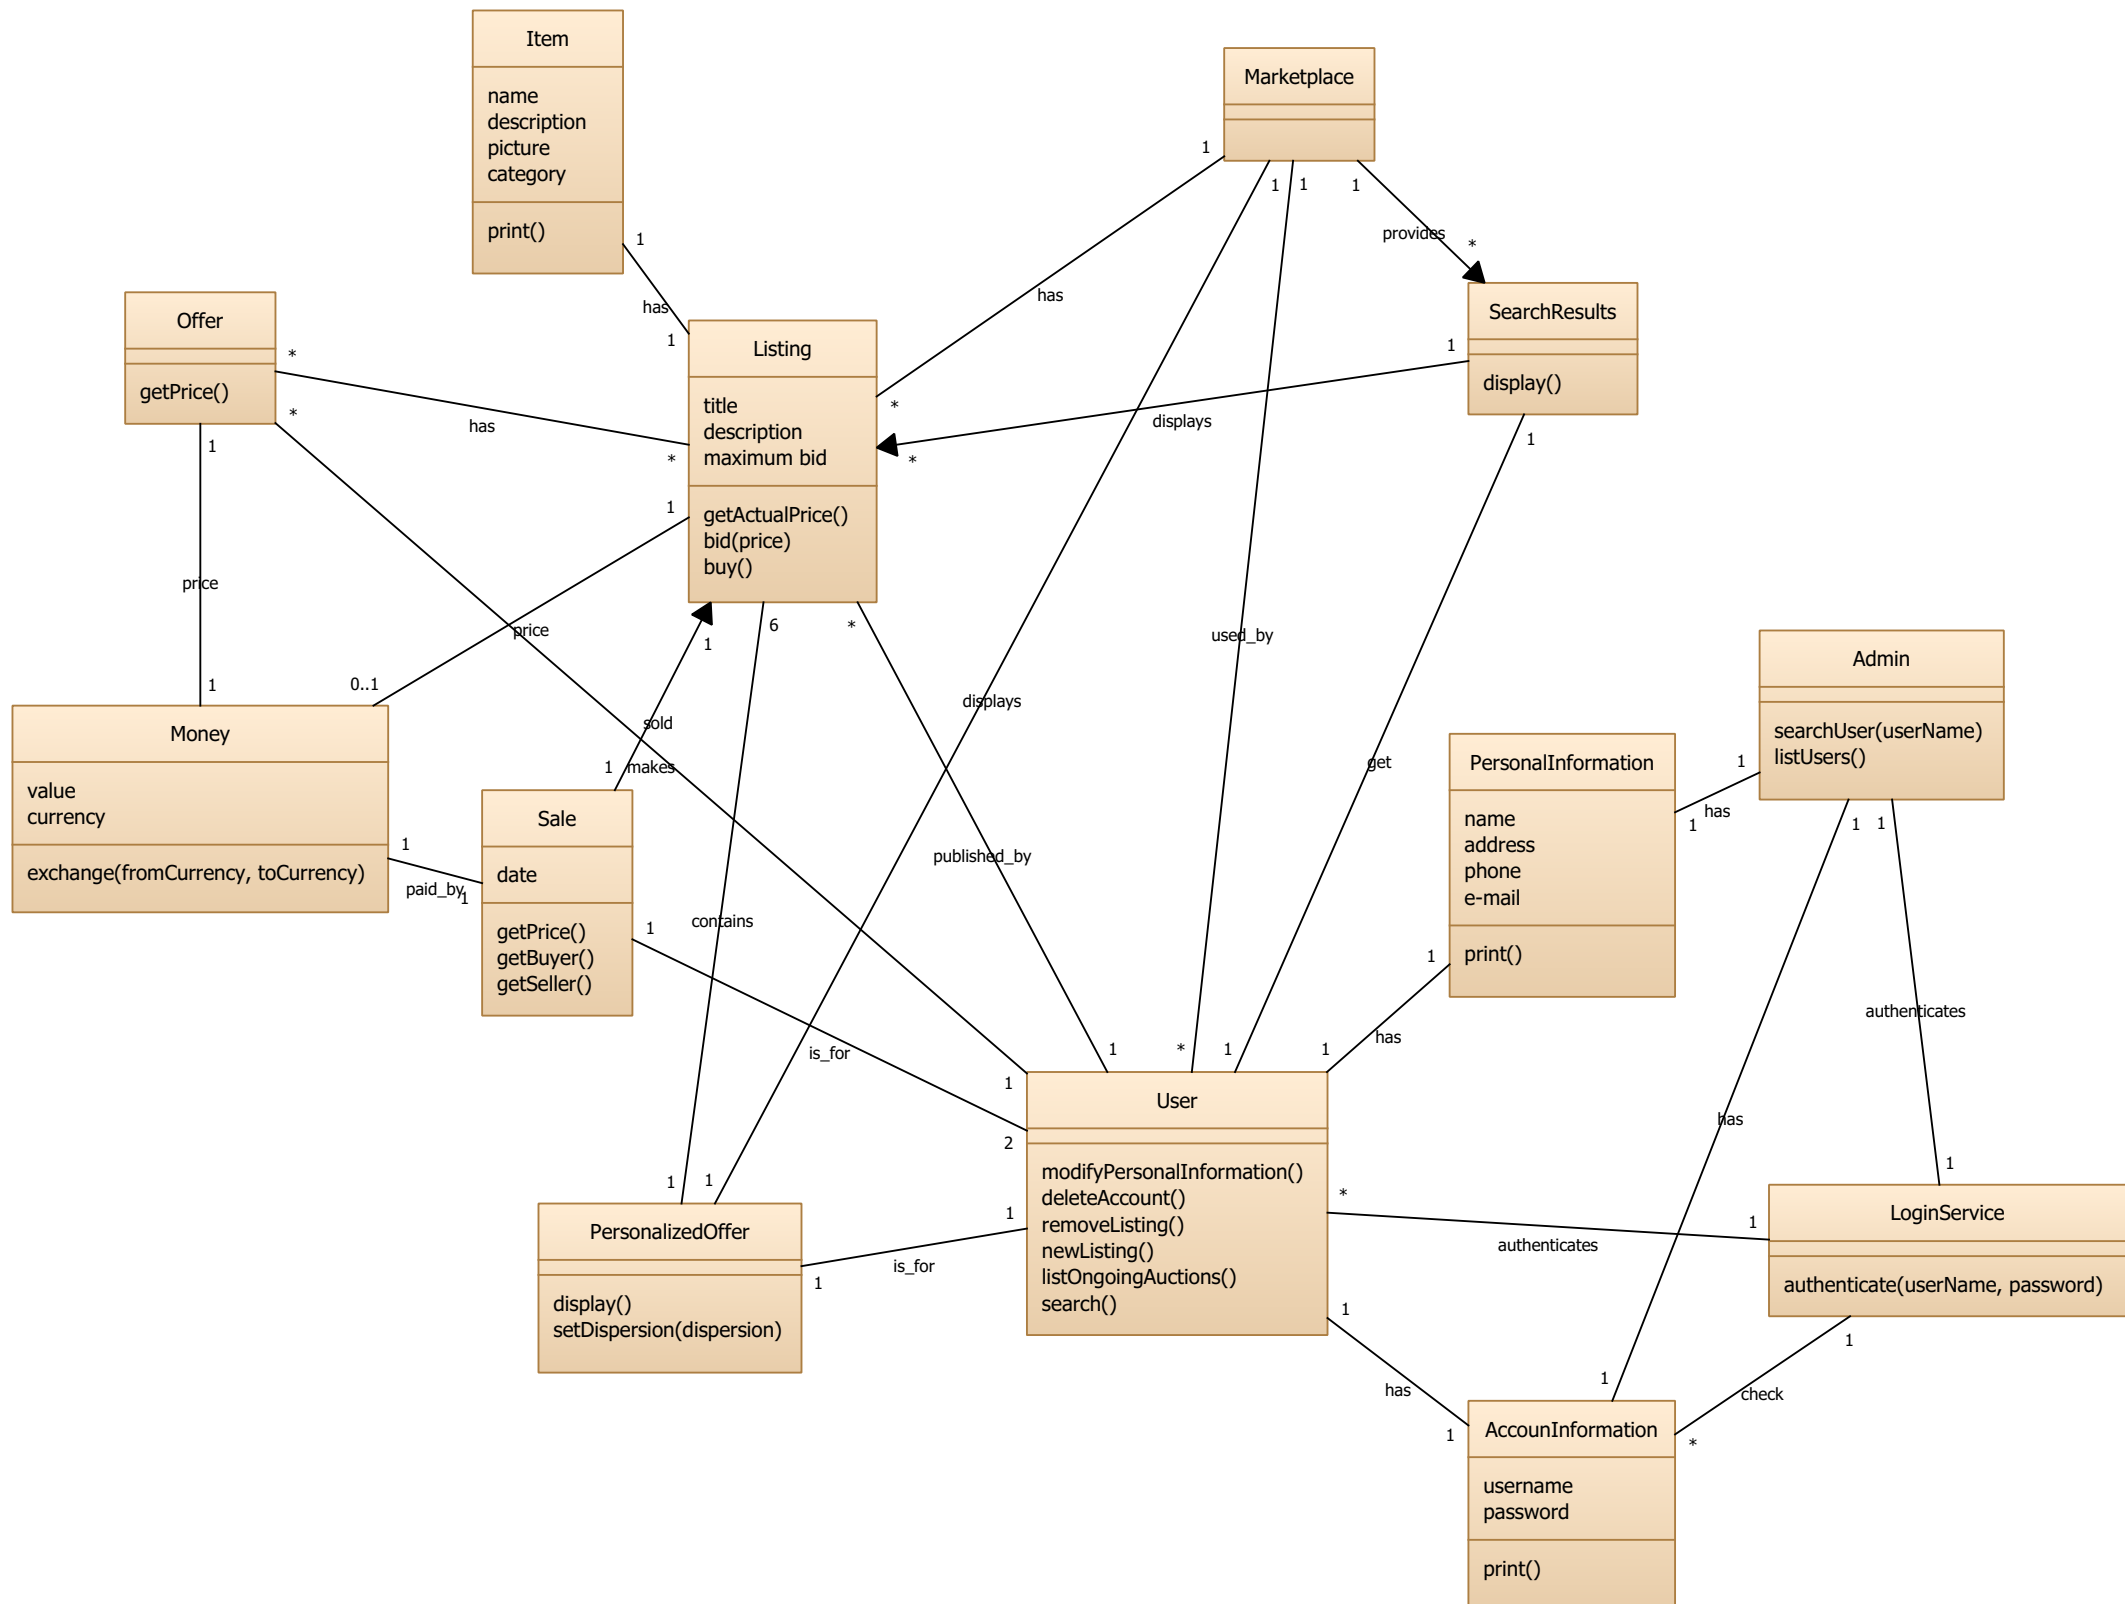 Item
name
description
picture
category
print()
Marketplace
1
1
1
1
1
provides
*
has
has
1
*
Offer
getPrice()
*
*
1
has
*
Listing
title
description
maximum bid
getActualPrice()
bid(price)
buy()
SearchResults
display()
1
displays
*
1
1
price
price
1
0..1
1
6
*
used_by
Money
value
currency
exchange(fromCurrency, toCurrency)
sold
1
makes
displays
get
Sale
date
getPrice()
getBuyer()
getSeller()
1
paid_by
1
1
contains
published_by
is_for
PersonalInformation
name
address
phone
e-mail
print()
1
has
1
Admin
searchUser(userName)
listUsers()
1
1
1
has
1
authenticates
has
1
1
*
1
1
2
User
modifyPersonalInformation()
deleteAccount()
removeListing()
newListing()
listOngoingAuctions()
search()
1
1
PersonalizedOffer
display()
setDispersion(dispersion)
1
is_for
1
*
authenticates
1
1
LoginService
authenticate(userName, password)
1
has
1
1
check
1
*
AccounInformation
username
password
print()